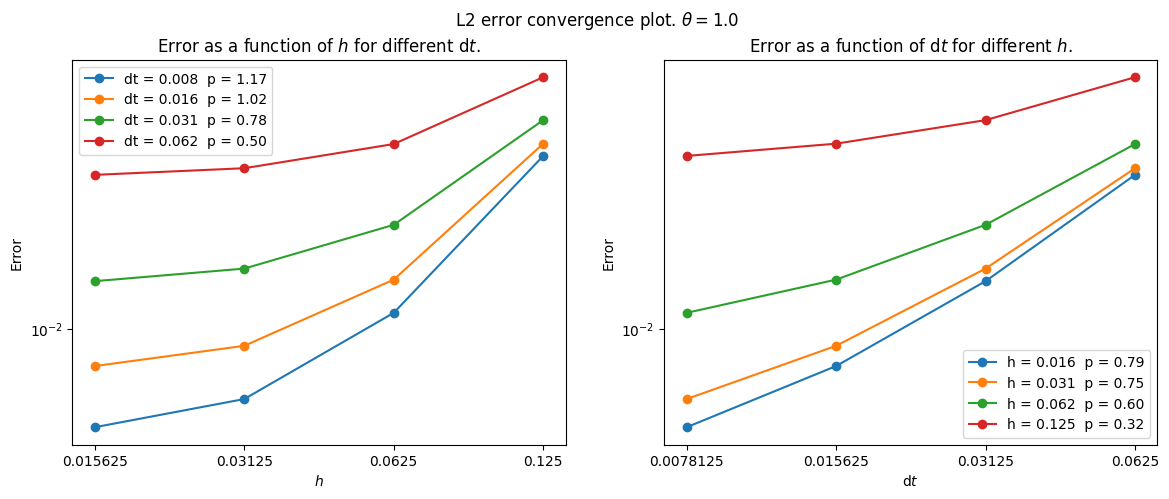 L2 error convergence plot. θ = 1.0
Error as a function of h for different dt.
dt = 0.008  p = 1.17
dt = 0.016  p = 1.02
dt = 0.031  p = 0.78
dt = 0.062  p = 0.50
Error
10⁻²
0.015625 0.03125 0.0625 0.125
h
Error as a function of dt for different h.
Error
10⁻²
h = 0.016  p = 0.79
h = 0.031  p = 0.75
h = 0.062  p = 0.60
h = 0.125  p = 0.32
0.0078125 0.015625 0.03125 0.0625
dt